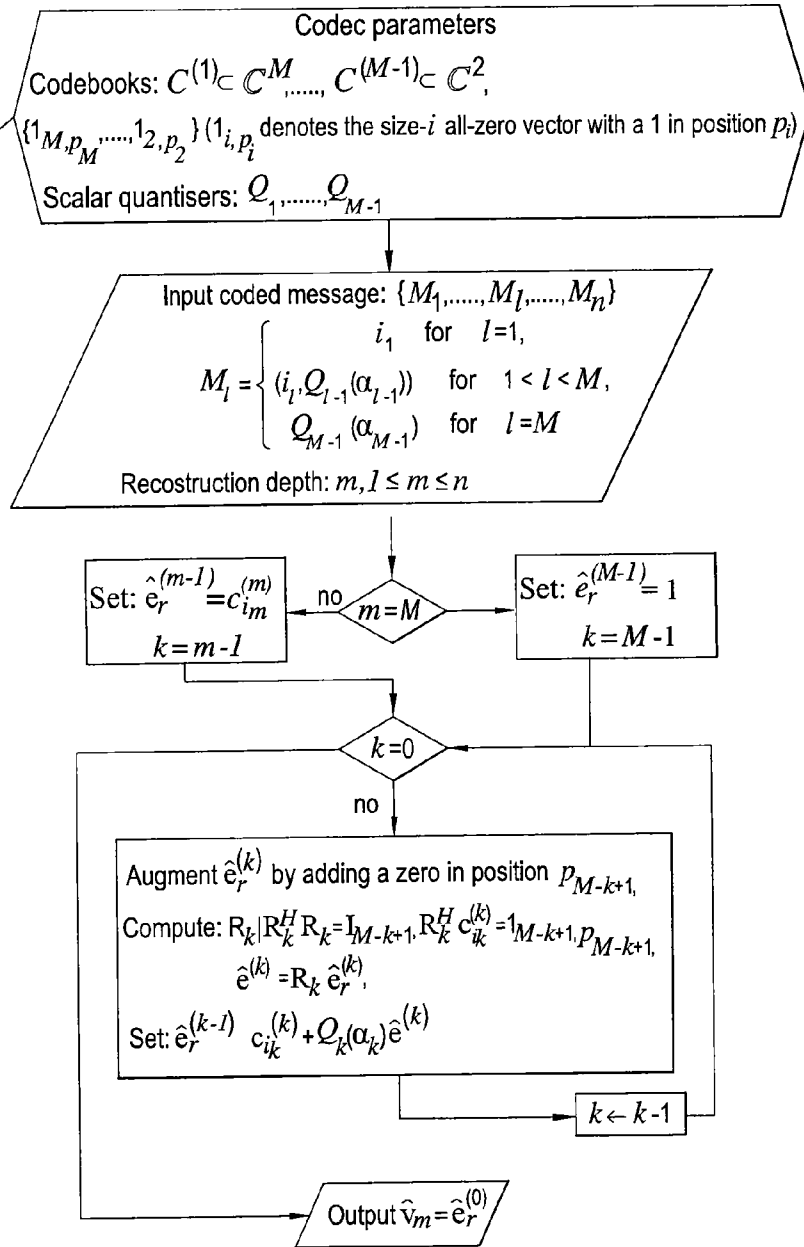 Codec parameters
Codebooks: C^(1) ⊂ ℂ^M,....., C^(M-1) ⊂ ℂ^2,
{1_M,p_M,....,1_2,p_2} (1_i,p_i denotes the size-i all-zero vector with a 1 in position p_i)
Scalar quantisers: Q_1,......,Q_M-1
Input coded message: {M_1,.....,M_l,.....,M_n}
i_1 for l=1,
M_l = { (i_l,Q_l-1(α_l-1)) for 1 < l < M,
Q_M-1 (α_M-1) for l=M
Recostruction depth: m,1 ≤ m ≤ n
Set: ê_r^(m-1) = c_i_m^(m)
k = m-1
no
m=M
Set: ê_r^(M-1) = 1
k = M-1
k=0
no
Augment ê_r^(k) by adding a zero in position p_M-k+1,
Compute: R_k|R_k^H R_k=I_M-k+1, R_k^H c_ik^(k)=1_M-k+1,p_M-k+1,
ê^(k) =R_k ê_r^(k),
Set: ê_r^(k-1) c_ik^(k)+Q_k(α_k)ê^(k)
k ← k-1
Output v̂_m = ê_r^(0)